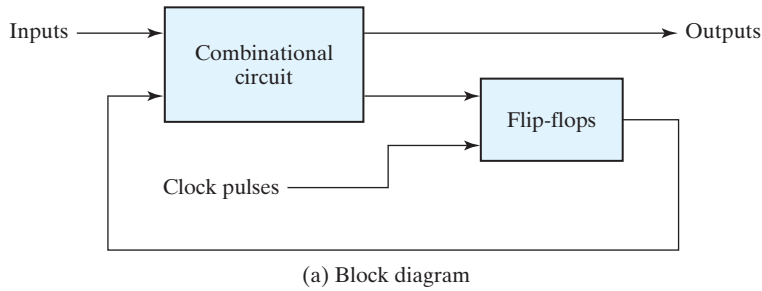 Inputs
Outputs
Combinational
circuit
Flip-flops
Clock pulses
(a) Block diagram